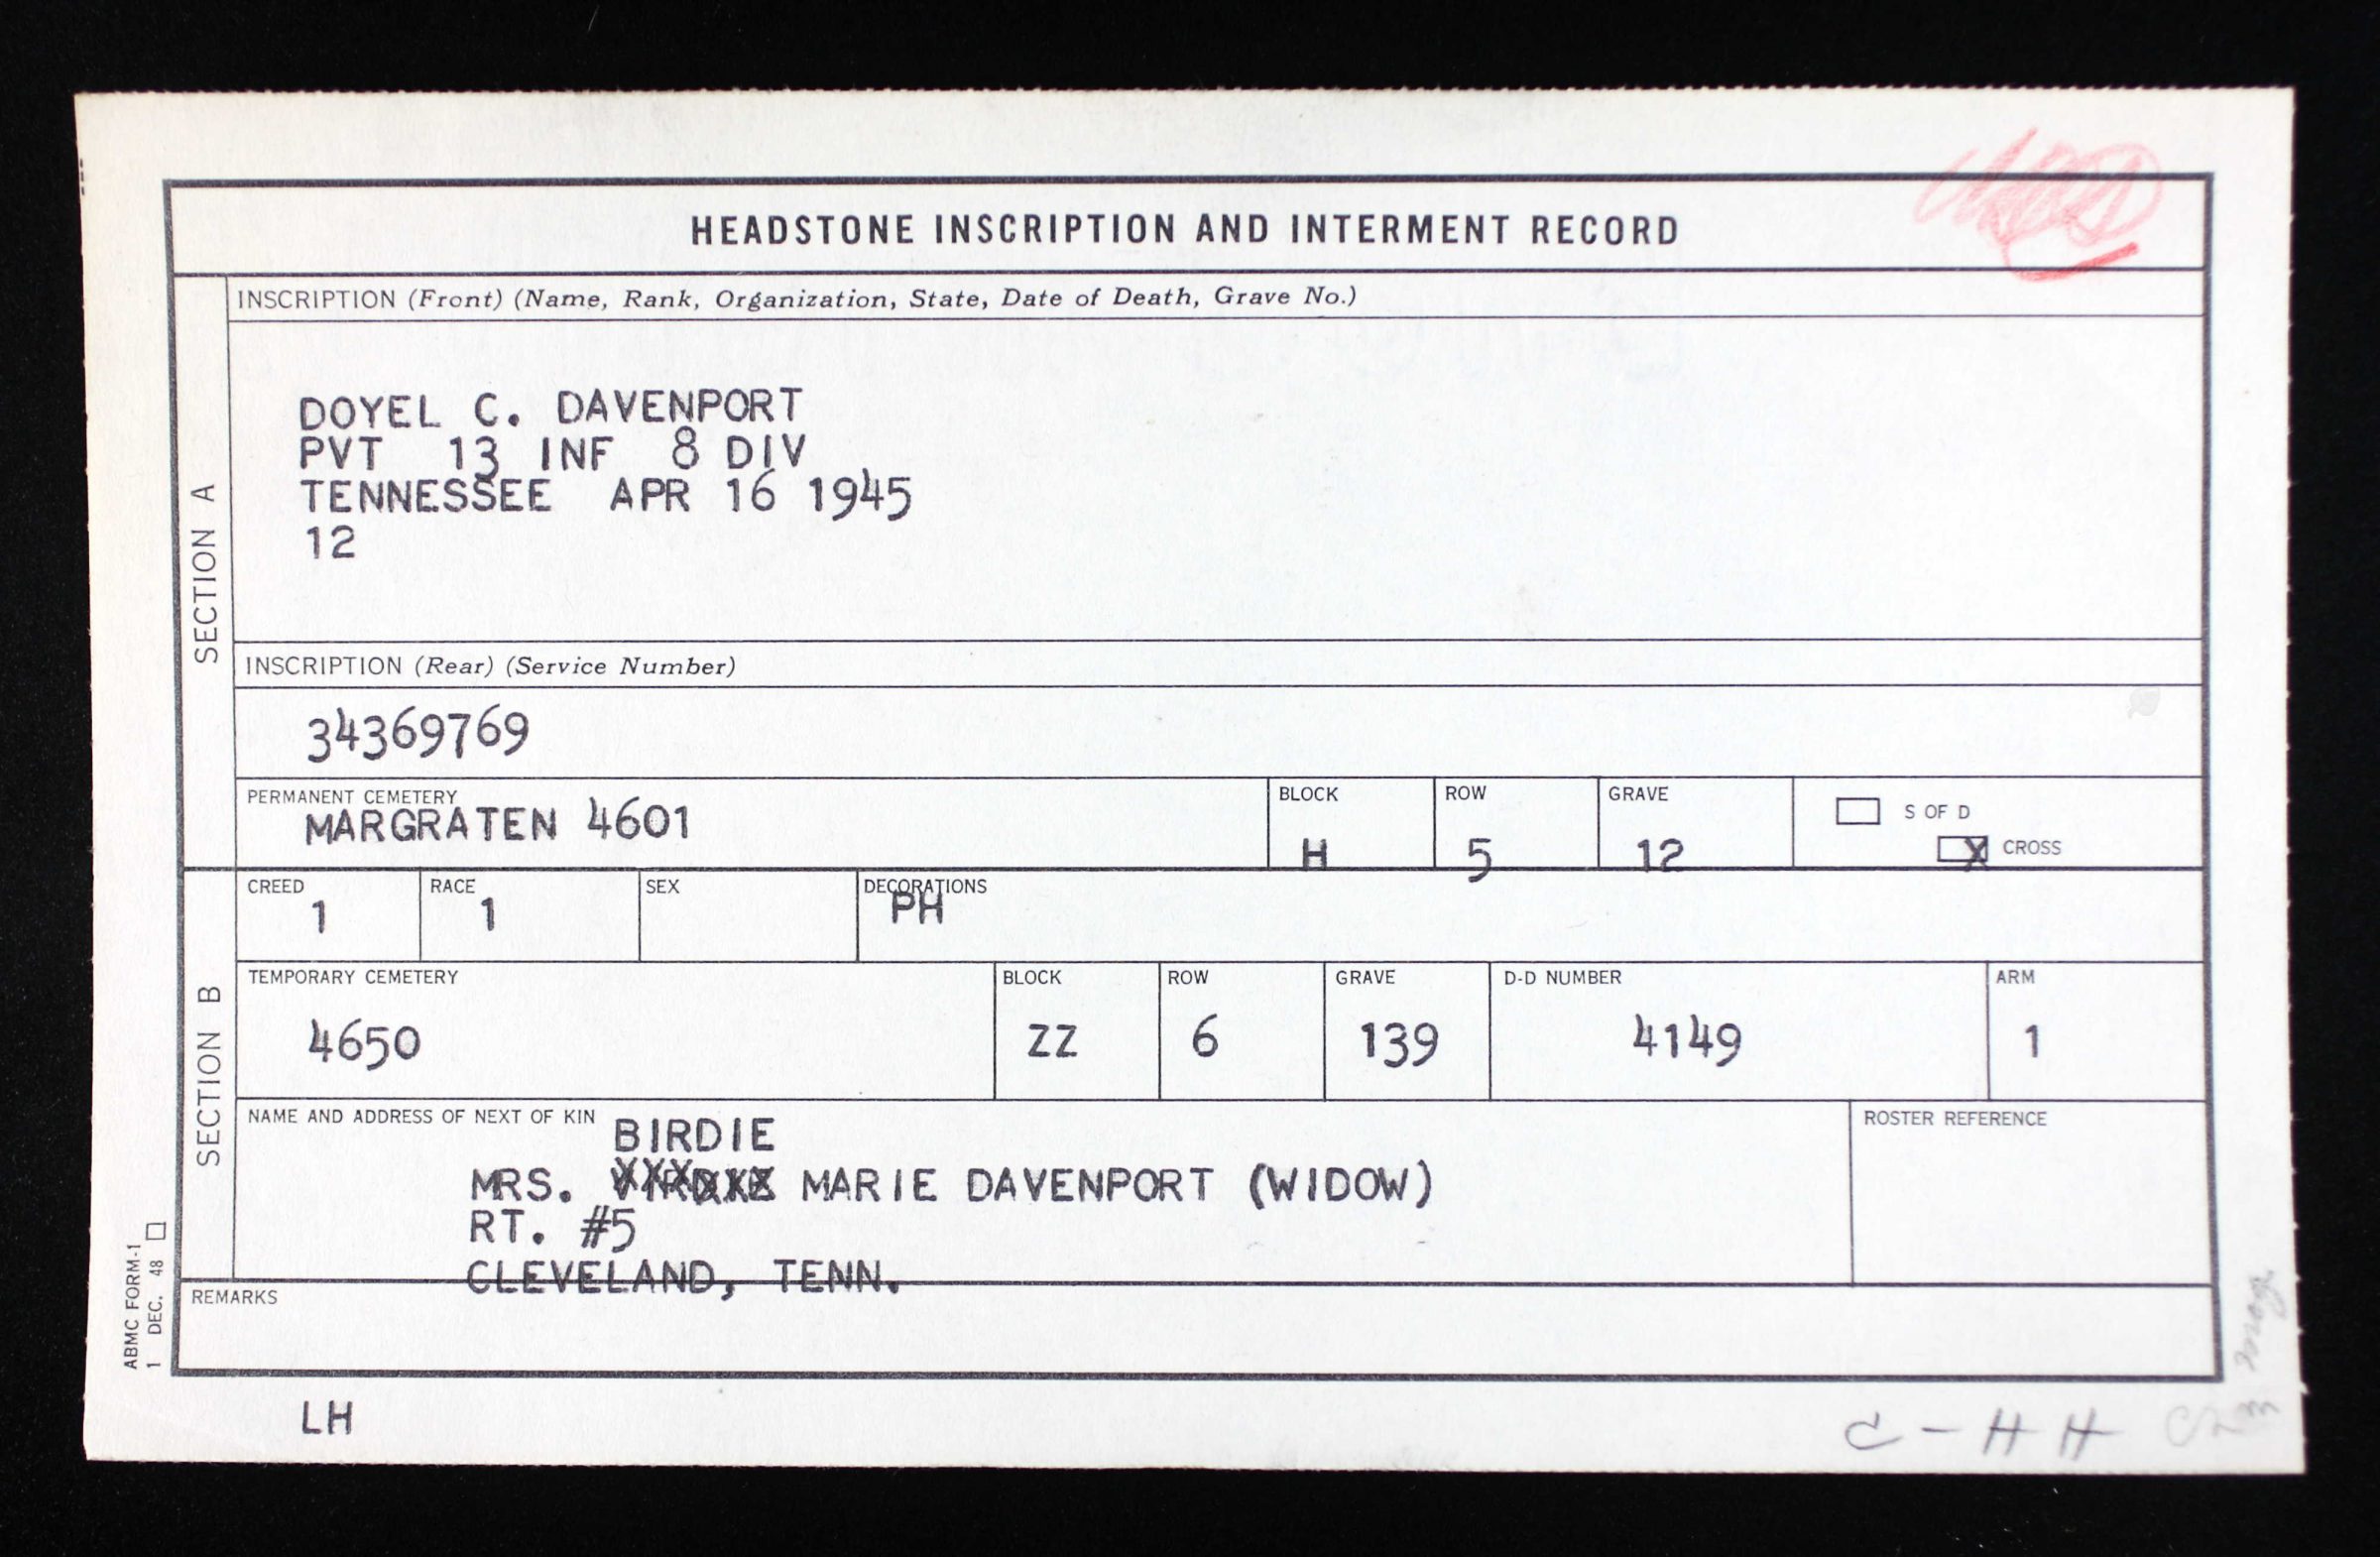 HEADSTONE INSCRIPTION AND INTERMENT RECORD
SECTION A
INSCRIPTION (Front) (Name, Rank, Organization, State, Date of Death, Grave No.)
DOYEL C. DAVENPORT
PVT 13 INF 8 DIV
TENNESSEE APR 16 1945
12
INSCRIPTION (Rear) (Service Number)
34369769
PERMANENT CEMETERY BLOCK ROW GRAVE
MARGRATEN 4601 H 5 12
S OF D
X CROSS
SECTION B
CREED RACE SEX DECORATIONS
1 1 PH
TEMPORARY CEMETERY BLOCK ROW GRAVE D-D NUMBER ARM
4650 ZZ 6 139 4149 1
NAME AND ADDRESS OF NEXT OF KIN ROSTER REFERENCE
BIRDIE
MRS. MARIE DAVENPORT (WIDOW)
RT. #5
CLEVELAND, TENN.
REMARKS
ABMC FORM-1
1 DEC. 48
LH
C - H H